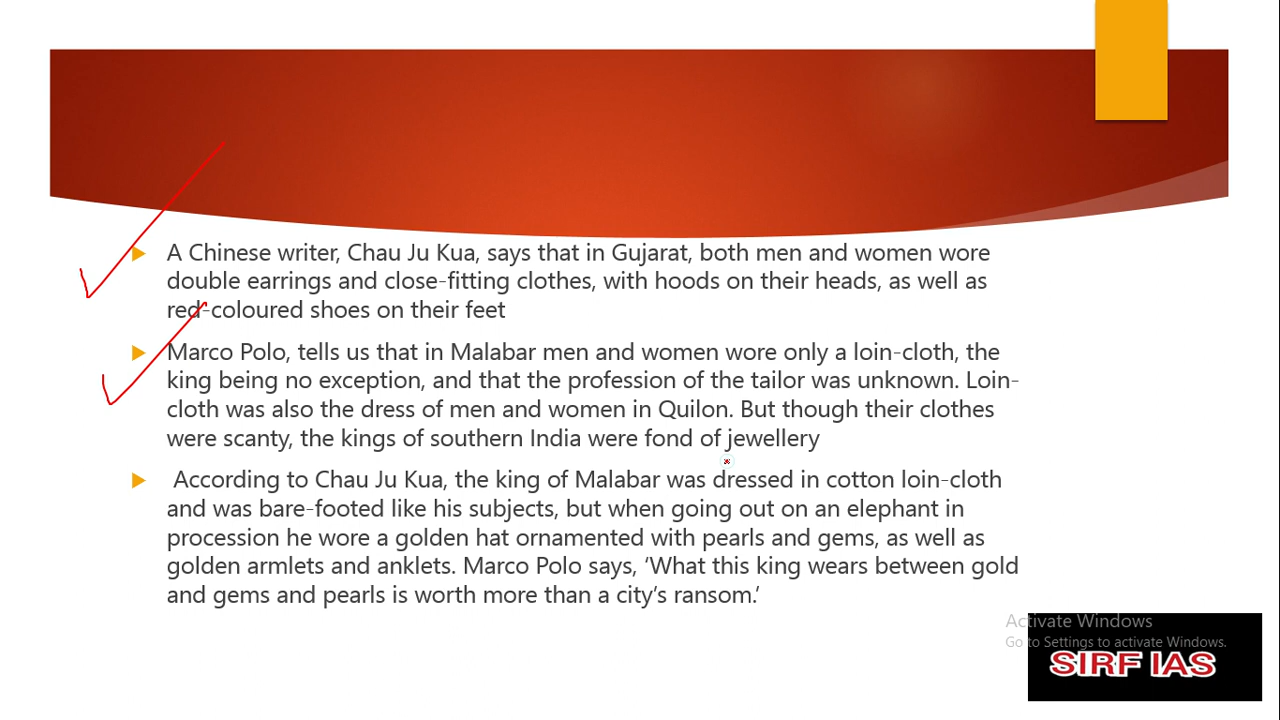 A Chinese writer, Chau Ju Kua, says that in Gujarat, both men and women wore
double earrings and close-fitting clothes, with hoods on their heads, as well as
red-coloured shoes on their feet
Marco Polo, tells us that in Malabar men and women wore only a loin-cloth, the
king being no exception, and that the profession of the tailor was unknown. Loin-
cloth was also the dress of men and women in Quilon. But though their clothes
were scanty, the kings of southern India were fond of jewellery
According to Chau Ju Kua, the king of Malabar was dressed in cotton loin-cloth
and was bare-footed like his subjects, but when going out on an elephant in
procession he wore a golden hat ornamented with pearls and gems, as well as
golden armlets and anklets. Marco Polo says, ‘What this king wears between gold
and gems and pearls is worth more than a city’s ransom.’
Activate Windows
Go to Settings to activate Windows.
SIRF IAS